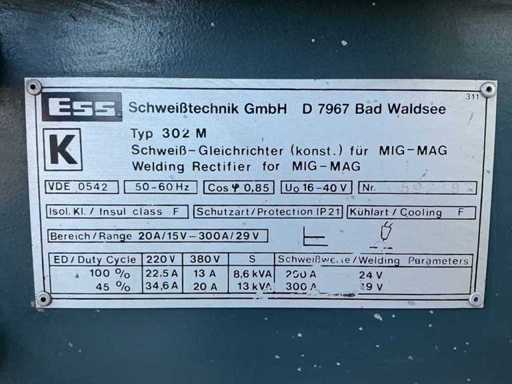 311
ESS Schweißtechnik GmbH D 7967 Bad Waldsee
K
Typ 302 M
Schweiß-Gleichrichter (konst.) für MIG-MAG
Welding Rectifier for MIG-MAG
VDE 0542 50-60 Hz Cos φ 0,85 U₀ 16-40 V Nr.
Isol. Kl. / Insul class F Schutzart/Protection IP 21 Kühlart / Cooling F
Bereich / Range 20A/15V-300A/29V
ED/Duty Cycle 220 V 380 V S Schweißwerte/Welding Parameters
100 % 22,5 A 13 A 8,6 kVA 200 A 24 V
45 % 34,6 A 20 A 13 kVA 300 A